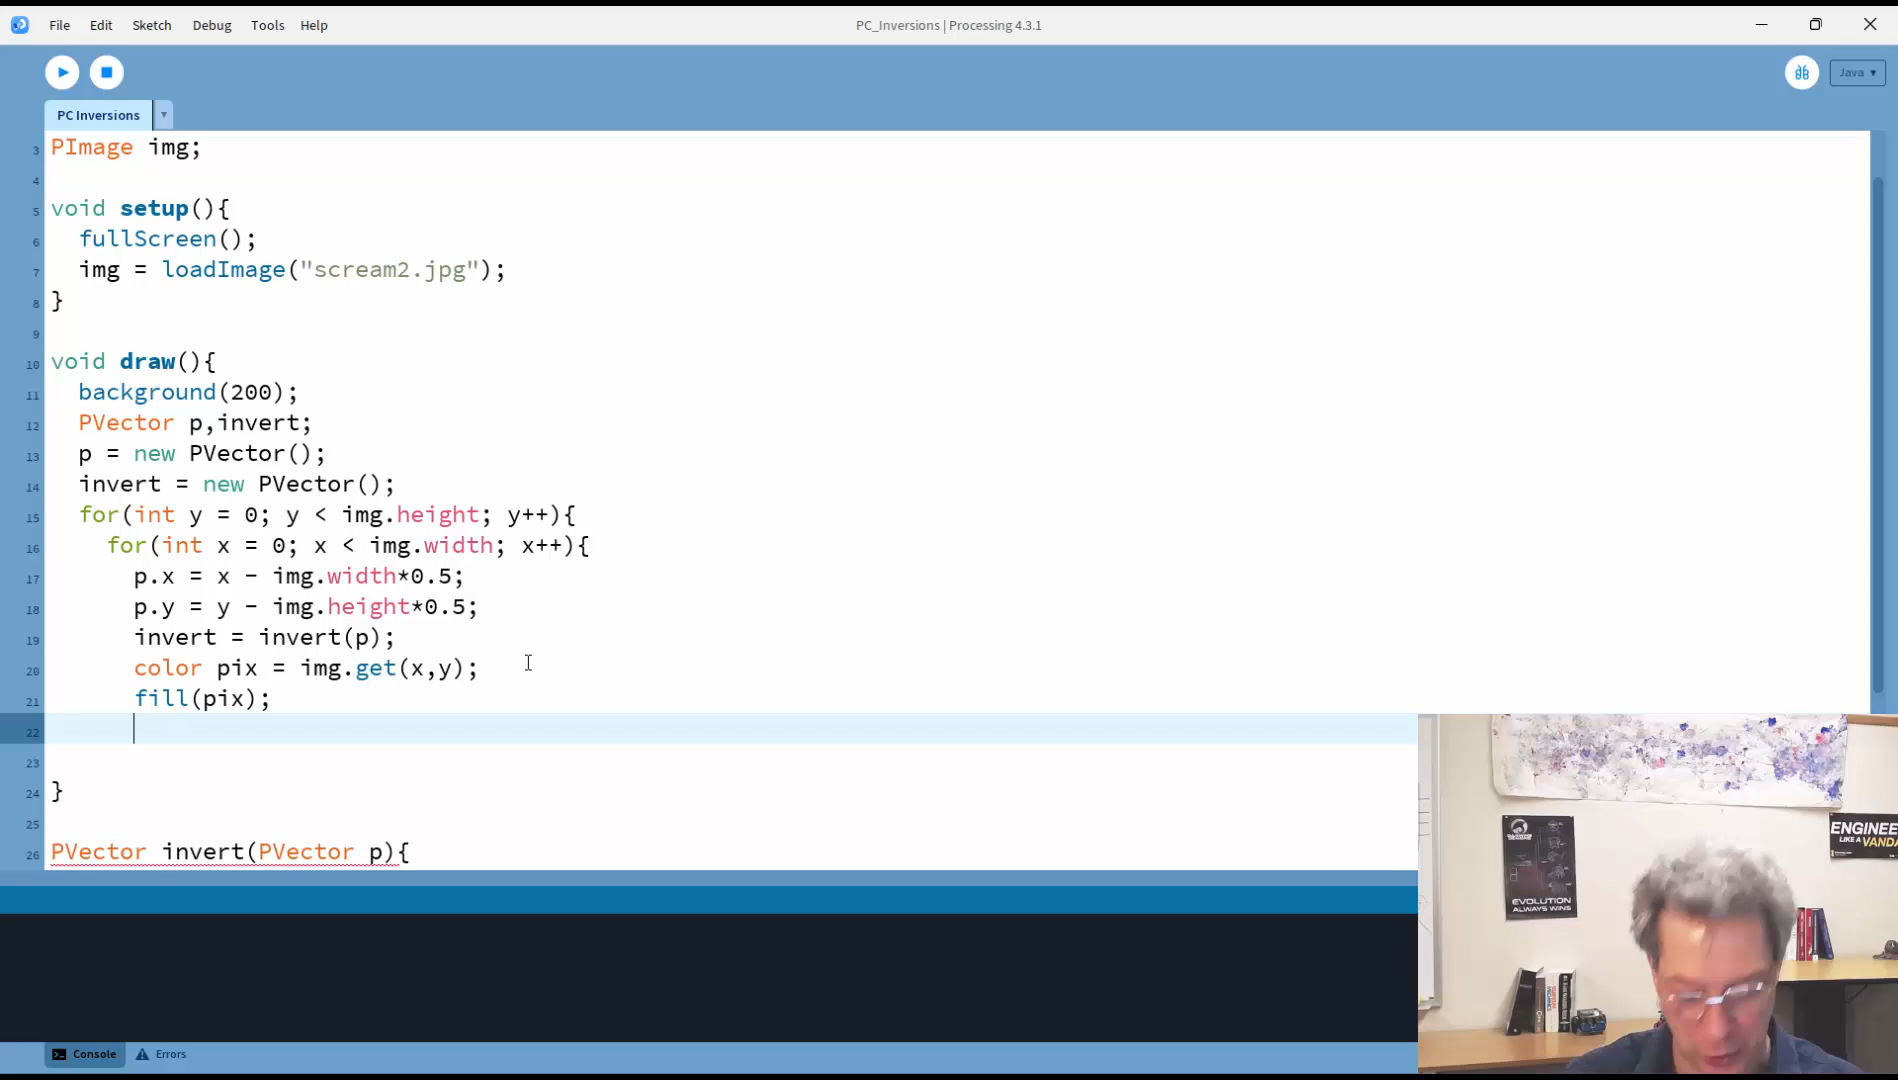 File Edit Sketch Debug Tools Help
PC_Inversions | Processing 4.3.1
Java ▾
PC Inversions ▾
3 PImage img;
4
5 void setup(){
6 fullScreen();
7 img = loadImage("scream2.jpg");
8 }
9
10 void draw(){
11 background(200);
12 PVector p,invert;
13 p = new PVector();
14 invert = new PVector();
15 for(int y = 0; y < img.height; y++){
16 for(int x = 0; x < img.width; x++){
17 p.x = x - img.width*0.5;
18 p.y = y - img.height*0.5;
19 invert = invert(p);
20 color pix = img.get(x,y);
21 fill(pix);
22
23
24 }
25
26 PVector invert(PVector p){
ENGINEE
LIKE A VANDA
EVOLUTION
ALWAYS WINS
Console Errors